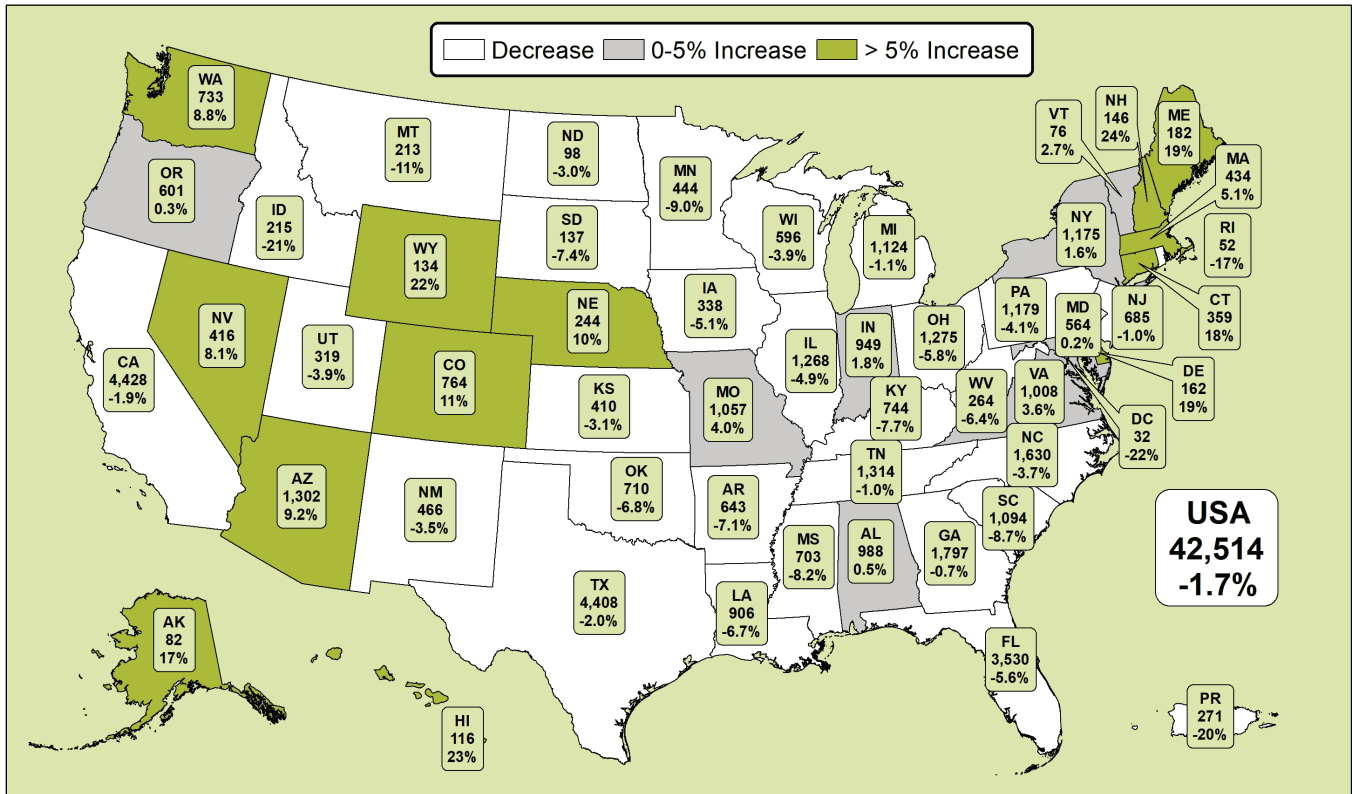 Decrease 0-5% Increase > 5% Increase
WA
733
8.8%
OR
601
0.3%
CA
4,428
-1.9%
NV
416
8.1%
ID
215
-21%
MT
213
-11%
WY
134
22%
UT
319
-3.9%
CO
764
11%
AZ
1,302
9.2%
NM
466
-3.5%
ND
98
-3.0%
SD
137
-7.4%
NE
244
10%
KS
410
-3.1%
OK
710
-6.8%
TX
4,408
-2.0%
MN
444
-9.0%
IA
338
-5.1%
MO
1,057
4.0%
AR
643
-7.1%
LA
906
-6.7%
WI
596
-3.9%
IL
1,268
-4.9%
MI
1,124
-1.1%
IN
949
1.8%
OH
1,275
-5.8%
KY
744
-7.7%
TN
1,314
-1.0%
MS
703
-8.2%
AL
988
0.5%
GA
1,797
-0.7%
FL
3,530
-5.6%
SC
1,094
-8.7%
NC
1,630
-3.7%
VA
1,008
3.6%
WV
264
-6.4%
PA
1,179
-4.1%
MD
564
0.2%
NY
1,175
1.6%
VT
76
2.7%
NH
146
24%
ME
182
19%
MA
434
5.1%
RI
52
-17%
CT
359
18%
NJ
685
-1.0%
DE
162
19%
DC
32
-22%
USA
42,514
-1.7%
AK
82
17%
HI
116
23%
PR
271
-20%